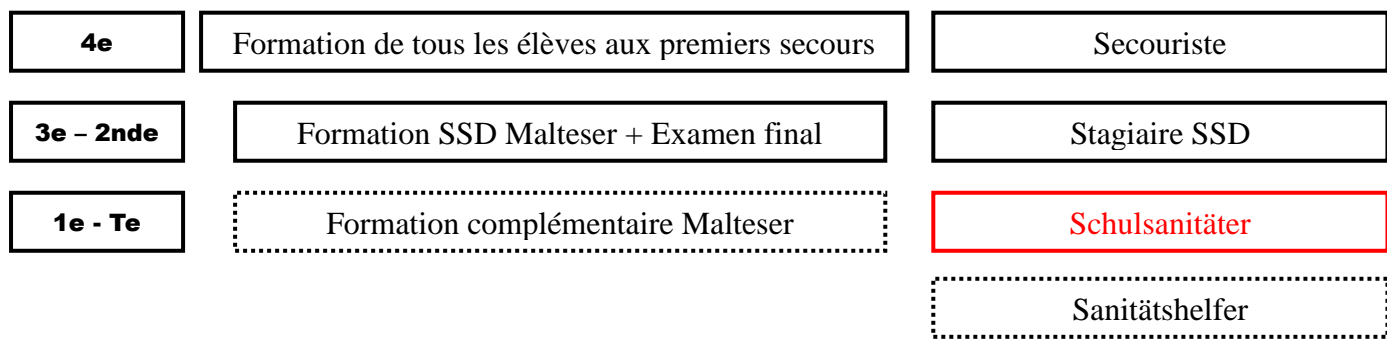 4e Formation de tous les élèves aux premiers secours Secouriste
3e – 2nde Formation SSD Malteser + Examen final Stagiaire SSD
1e - Te Formation complémentaire Malteser Schulsanitäter
Sanitätshelfer